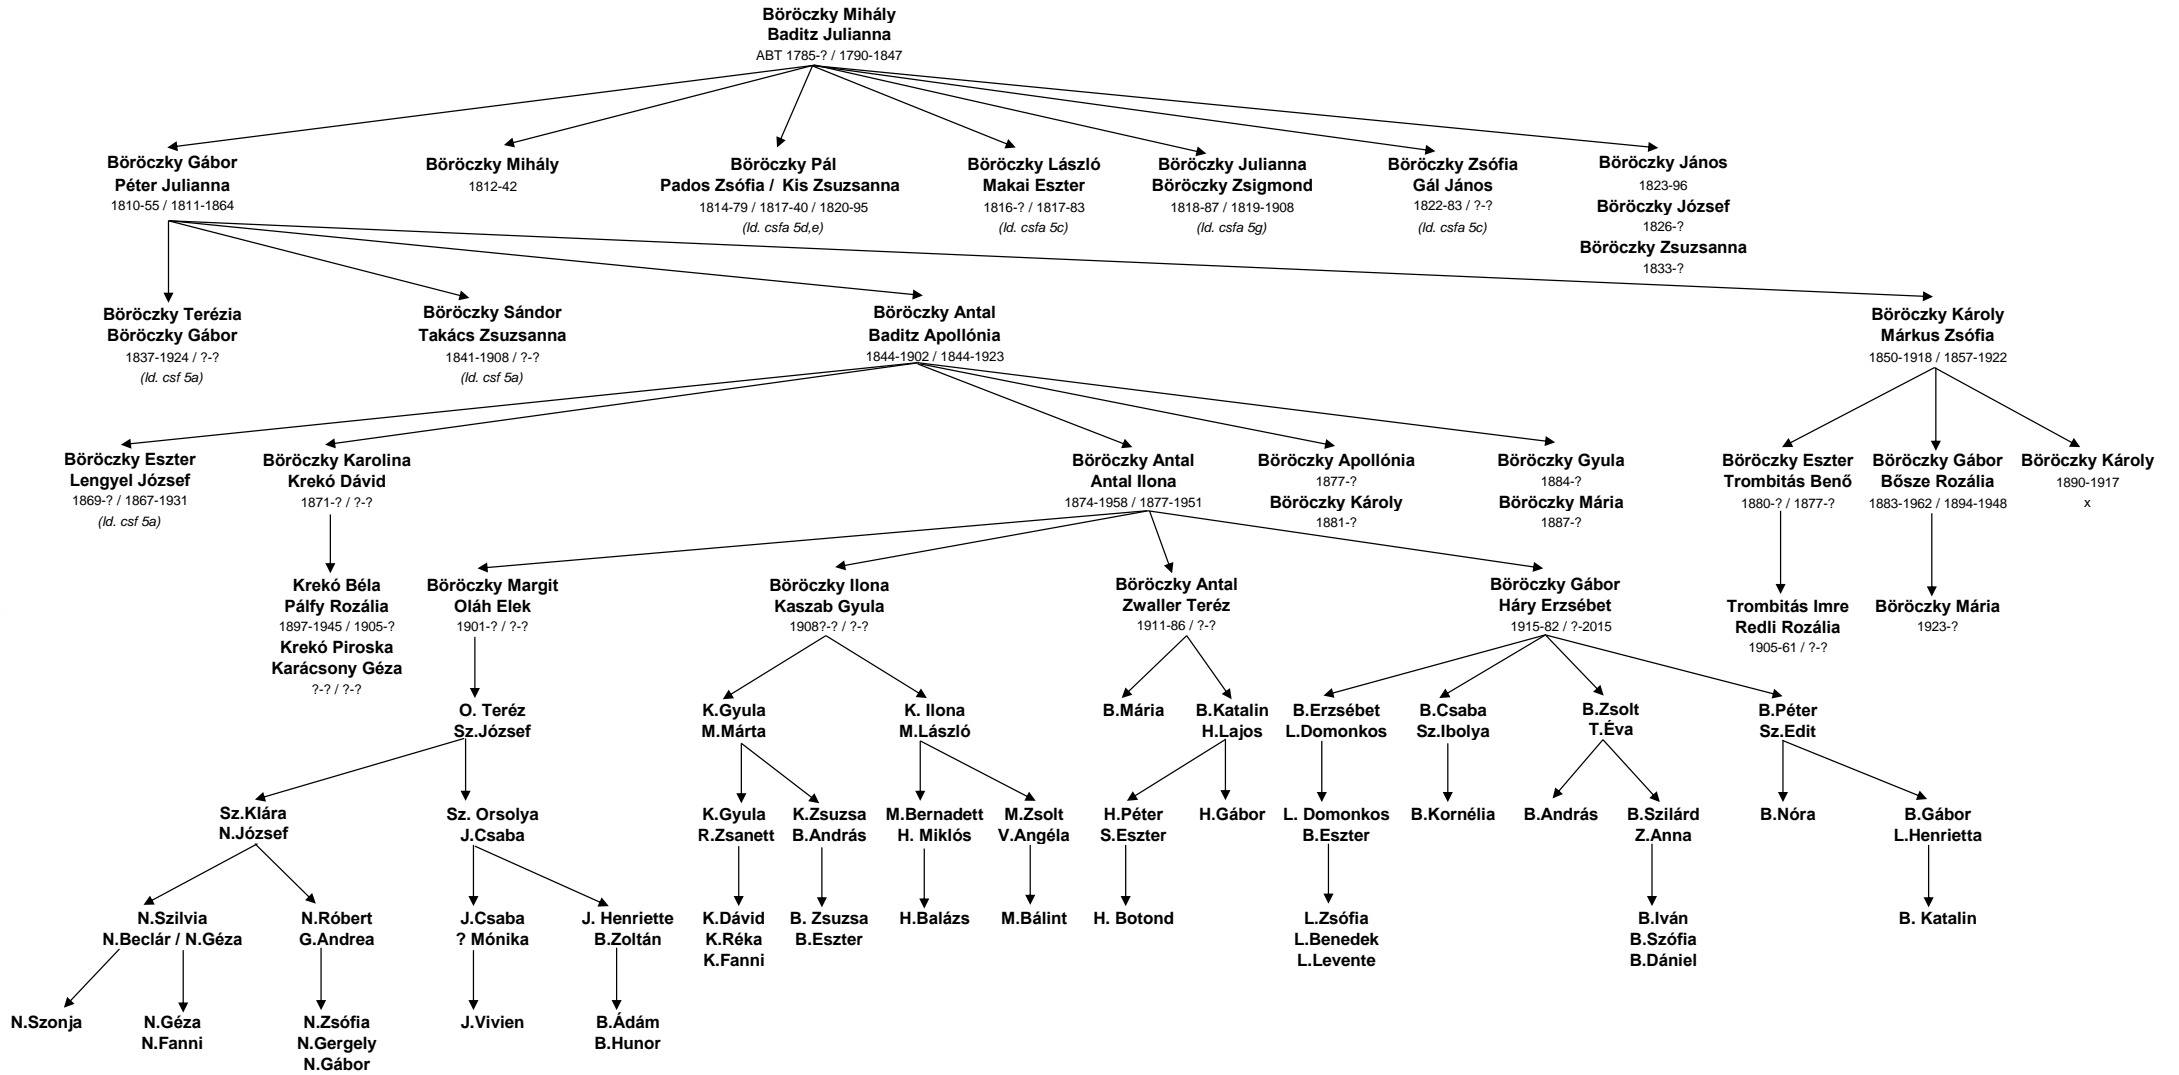 Böröczky Mihály
Baditz Julianna
ABT 1785-? / 1790-1847
Böröczky Gábor
Péter Julianna
1810-55 / 1811-1864
Böröczky Mihály
1812-42
Böröczky Pál
Pados Zsófia / Kis Zsuzsanna
1814-79 / 1817-40 / 1820-95
(ld. csfa 5d,e)
Böröczky László
Makai Eszter
1816-? / 1817-83
(ld. csfa 5c)
Böröczky Julianna
Böröczky Zsigmond
1818-87 / 1819-1908
(ld. csfa 5g)
Böröczky Zsófia
Gál János
1822-83 / ?-?
(ld. csfa 5c)
Böröczky János
1823-96
Böröczky József
1826-?
Böröczky Zsuzsanna
1833-?
Böröczky Terézia
Böröczky Gábor
1837-1924 / ?-?
(ld. csf 5a)
Böröczky Sándor
Takács Zsuzsanna
1841-1908 / ?-?
(ld. csf 5a)
Böröczky Antal
Baditz Apollónia
1844-1902 / 1844-1923
Böröczky Károly
Márkus Zsófia
1850-1918 / 1857-1922
Böröczky Eszter
Lengyel József
1869-? / 1867-1931
(ld. csf 5a)
Böröczky Karolina
Krekó Dávid
1871-? / ?-?
Böröczky Antal
Antal Ilona
1874-1958 / 1877-1951
Böröczky Apollónia
1877-?
Böröczky Károly
1881-?
Böröczky Gyula
1884-?
Böröczky Mária
1887-?
Böröczky Eszter
Trombitás Benő
1880-? / 1877-?
Böröczky Gábor
Bősze Rozália
1883-1962 / 1894-1948
Böröczky Károly
1890-1917
x
Krekó Béla
Pálfy Rozália
1897-1945 / 1905-?
Krekó Piroska
Karácsony Géza
?-? / ?-?
Böröczky Margit
Oláh Elek
1901-? / ?-?
Böröczky Ilona
Kaszab Gyula
1908?-? / ?-?
Böröczky Antal
Zwaller Teréz
1911-86 / ?-?
Böröczky Gábor
Háry Erzsébet
1915-82 / ?-2015
Trombitás Imre
Redli Rozália
1905-61 / ?-?
Böröczky Mária
1923-?
O. Teréz
Sz.József
K.Gyula
M.Márta
K. Ilona
M.László
B.Mária
B.Katalin
H.Lajos
B.Erzsébet
L.Domonkos
B.Csaba
Sz.Ibolya
B.Zsolt
T.Éva
B.Péter
Sz.Edit
Sz.Klára
N.József
Sz. Orsolya
J.Csaba
K.Gyula
R.Zsanett
K.Zsuzsa
B.András
M.Bernadett
H. Miklós
M.Zsolt
V.Angéla
H.Péter
S.Eszter
H.Gábor
L. Domonkos
B.Eszter
B.Kornélia
B.András
B.Szilárd
Z.Anna
B.Nóra
B.Gábor
L.Henrietta
N.Szilvia
N.Beclár / N.Géza
N.Róbert
G.Andrea
J.Csaba
? Mónika
J. Henriette
B.Zoltán
K.Dávid
K.Réka
K.Fanni
B. Zsuzsa
B.Eszter
H.Balázs
M.Bálint
H. Botond
L.Zsófia
L.Benedek
L.Levente
B.Iván
B.Szófia
B.Dániel
B. Katalin
N.Szonja
N.Géza
N.Fanni
N.Zsófia
N.Gergely
N.Gábor
J.Vivien
B.Ádám
B.Hunor